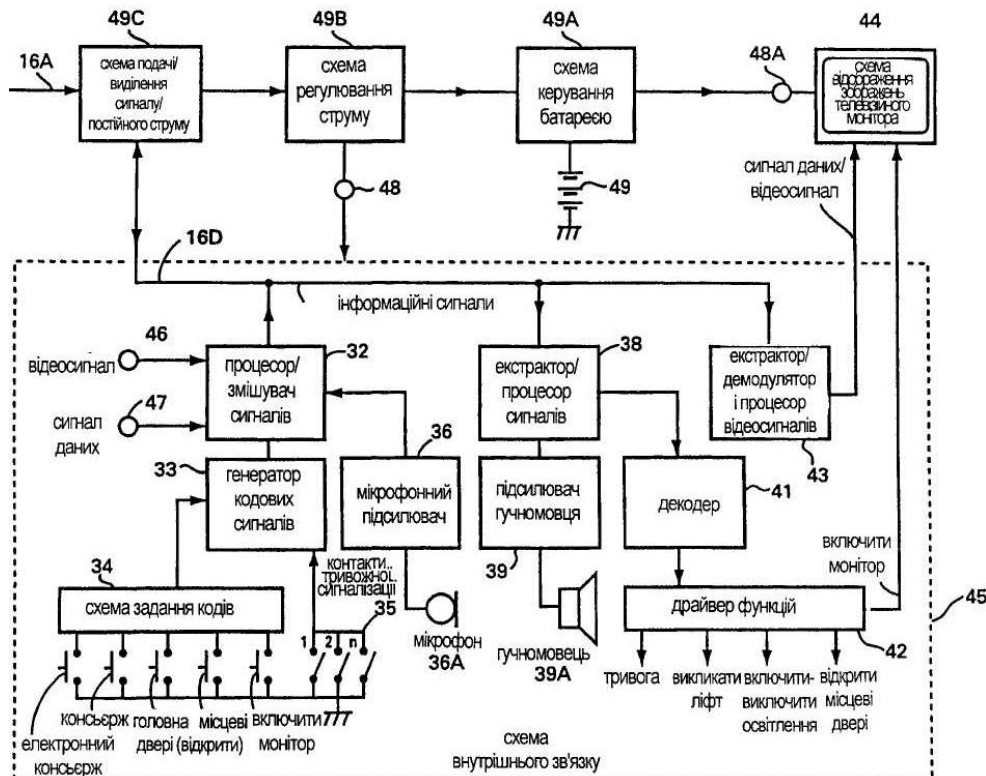 49C
49B
49A
44
16A
схема подачі/
виділення
сигналу/
постійного струму
схема
регулювання
струму
схема
керування
батареєю
48A
схема
відображення
зображень
телевізійного
монітора
48
49
сигнал даних/
відеосигнал
16D
інформаційні сигнали
46
відеосигнал
47
сигнал
даних
32
процесор/
змішувач
сигналів
38
екстрактор/
процесор
сигналів
екстрактор/
демодулятор
і процесор
відеосигналів
43
33
генератор
кодових
сигналів
36
мікрофонний
підсилювач
підсилювач
гучномовця
39
декодер
41
включити
монітор
34
схема задання кодів
контакти
тривожної
сигналізації
35
1 2 n
мікрофон
36A
гучномовець
39A
драйвер функцій
42
45
тривога
викликати
ліфт
включити-
виключити
освітлення
відкрити
місцеві
двері
консьєрж
електронний
консьєрж
головна
двері (відкрити)
місцеві
включити
монітор
схема
внутрішнього зв'язку